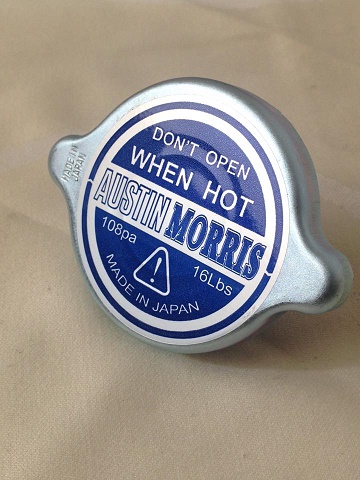 MADE IN
JAPAN
DON'T OPEN
WHEN HOT
AUSTIN MORRIS
108pa 16Lbs
!
MADE IN JAPAN